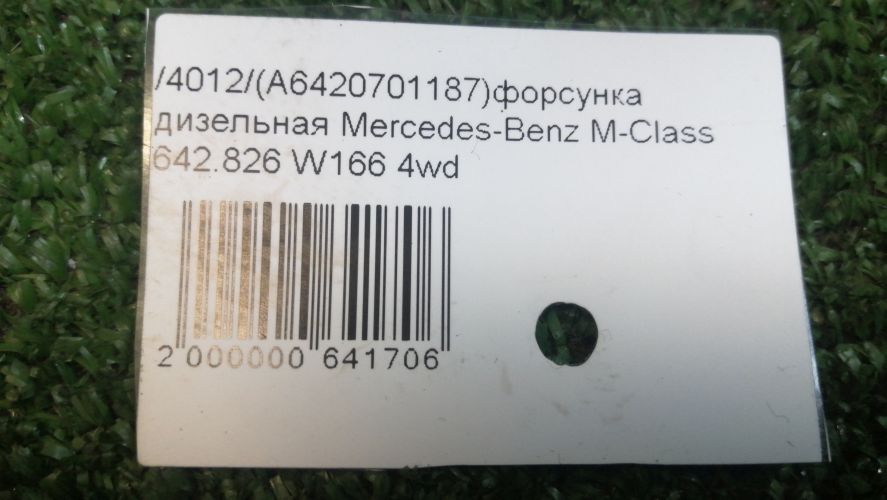 /4012/(A6420701187)форсунка
дизельная Mercedes-Benz M-Class
642.826 W166 4wd
2 000000 641706